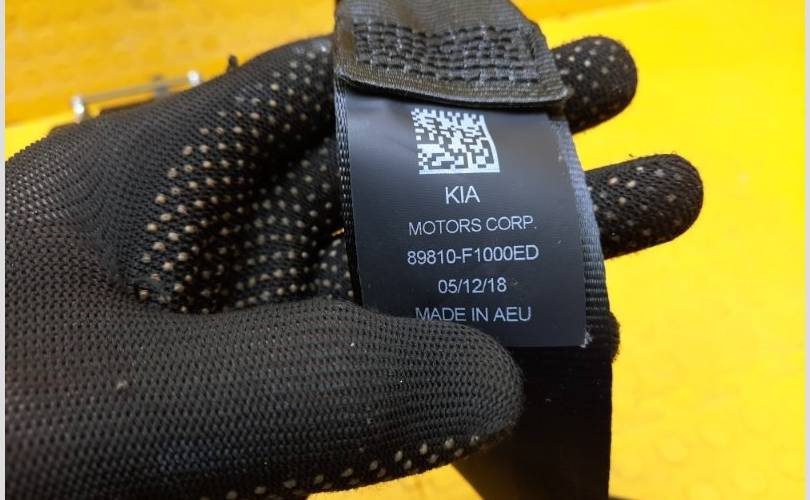 KIA
MOTORS CORP.
89810-F1000ED
05/12/18
MADE IN AEU